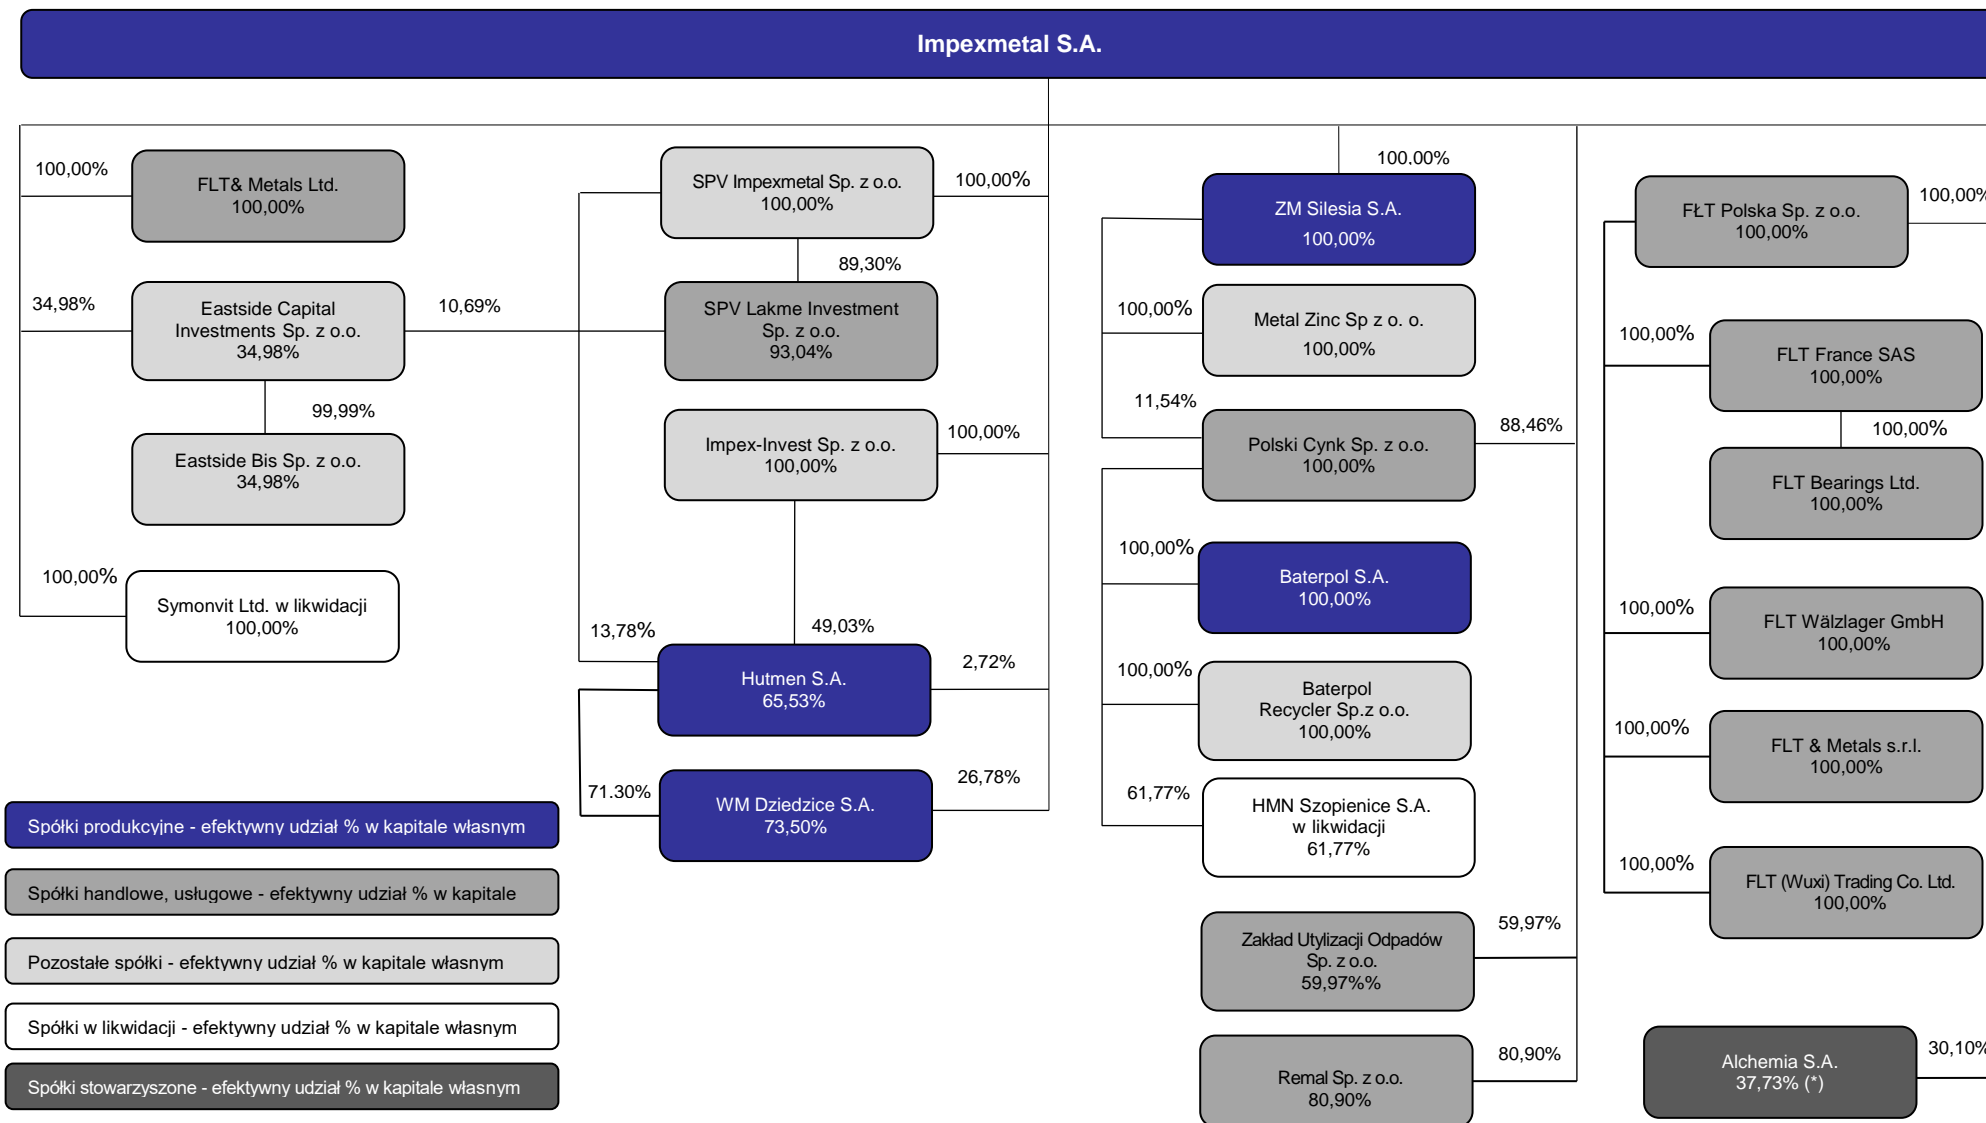 Impexmetal S.A.
100,00%
FLT& Metals Ltd.
100,00%
34,98%
Eastside Capital
Investments Sp. z o.o.
34,98%
10,69%
99,99%
Eastside Bis Sp. z o.o.
34,98%
100,00%
Symonvit Ltd. w likwidacji
100,00%
SPV Impexmetal Sp. z o.o.
100,00%
100,00%
89,30%
SPV Lakme Investment
Sp. z o.o.
93,04%
Impex-Invest Sp. z o.o.
100,00%
100,00%
13,78%
49,03%
Hutmen S.A.
65,53%
2,72%
71.30%
WM Dziedzice S.A.
73,50%
26,78%
100,00%
ZM Silesia S.A.
100,00%
100,00%
Metal Zinc Sp z o. o.
100,00%
11,54%
Polski Cynk Sp. z o.o.
100,00%
88,46%
100,00%
Baterpol S.A.
100,00%
100,00%
Baterpol
Recycler Sp.z o.o.
100,00%
61,77%
HMN Szopienice S.A.
w likwidacji
61,77%
Zakład Utylizacji Odpadów
Sp. z o.o.
59,97%%
59,97%
Remal Sp. z o.o.
80,90%
80,90%
FŁT Polska Sp. z o.o.
100,00%
100,00%
100,00%
FLT France SAS
100,00%
100,00%
FLT Bearings Ltd.
100,00%
100,00%
FLT Wälzlager GmbH
100,00%
100,00%
FLT & Metals s.r.l.
100,00%
100,00%
FLT (Wuxi) Trading Co. Ltd.
100,00%
Alchemia S.A.
37,73% (*)
30,10%
Spółki produkcyjne - efektywny udział % w kapitale własnym
Spółki handlowe, usługowe - efektywny udział % w kapitale
Pozostałe spółki - efektywny udział % w kapitale własnym
Spółki w likwidacji - efektywny udział % w kapitale własnym
Spółki stowarzyszone - efektywny udział % w kapitale własnym